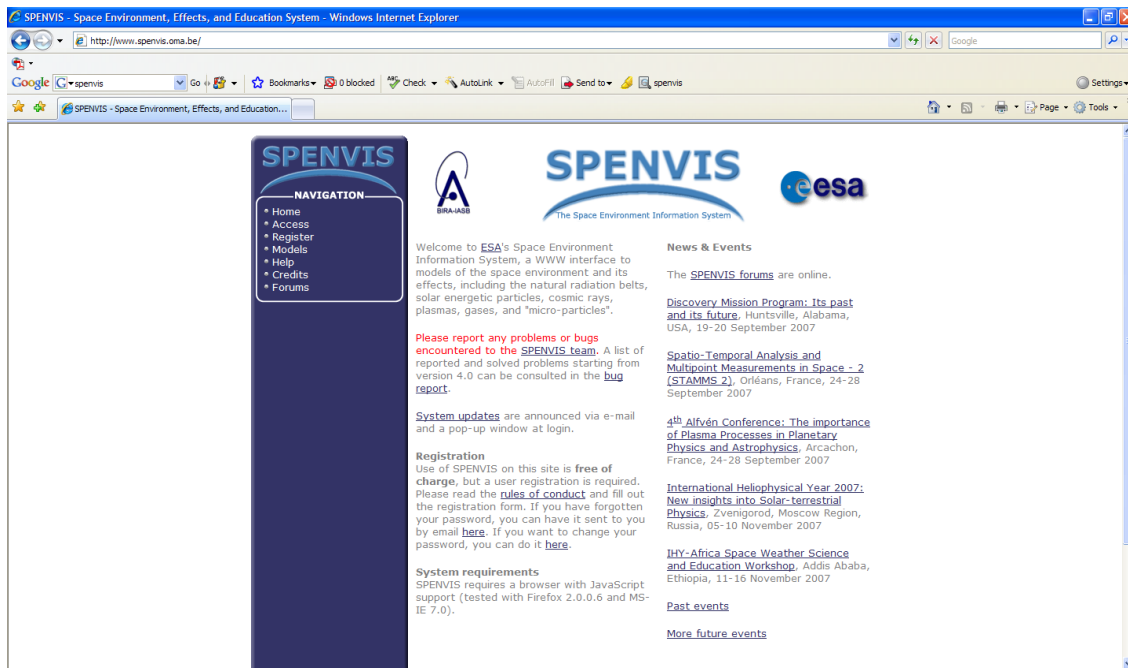 SPENVIS - Space Environment, Effects, and Education System - Windows Internet Explorer
http://www.spenvis.oma.be/
Google
Google
spenvis
Go
Bookmarks
0 blocked
Check
AutoLink
AutoFill
Send to
spenvis
Settings
SPENVIS - Space Environment, Effects, and Education...
Page
Tools
SPENVIS
NAVIGATION
Home
Access
Register
Models
Help
Credits
Forums
BIRA-IASB
SPENVIS
The Space Environment Information System
esa
Welcome to ESA's Space Environment
Information System, a WWW interface to
models of the space environment and its
effects, including the natural radiation belts,
solar energetic particles, cosmic rays,
plasmas, gases, and "micro-particles".
Please report any problems or bugs
encountered to the SPENVIS team. A list of
reported and solved problems starting from
version 4.0 can be consulted in the bug
report.
System updates are announced via e-mail
and a pop-up window at login.
Registration
Use of SPENVIS on this site is free of
charge, but a user registration is required.
Please read the rules of conduct and fill out
the registration form. If you have forgotten
your password, you can have it sent to you
by email here. If you want to change your
password, you can do it here.
System requirements
SPENVIS requires a browser with JavaScript
support (tested with Firefox 2.0.0.6 and MS-
IE 7.0).
News & Events
The SPENVIS forums are online.
Discovery Mission Program: Its past
and its future, Huntsville, Alabama,
USA, 19-20 September 2007
Spatio-Temporal Analysis and
Multipoint Measurements in Space - 2
(STAMMS 2), Orléans, France, 24-28
September 2007
4th Alfvén Conference: The importance
of Plasma Processes in Planetary
Physics and Astrophysics, Arcachon,
France, 24-28 September 2007
International Heliophysical Year 2007:
New insights into Solar-terrestrial
Physics, Zvenigorod, Moscow Region,
Russia, 05-10 November 2007
IHY-Africa Space Weather Science
and Education Workshop, Addis Ababa,
Ethiopia, 11-16 November 2007
Past events
More future events